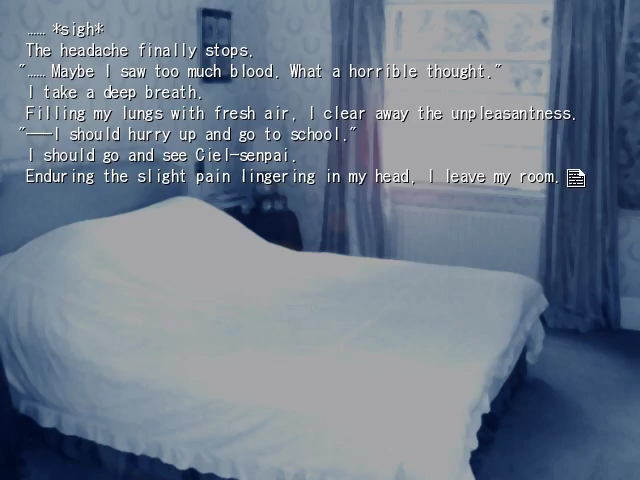 …… *sigh*
The headache finally stops.
"…… Maybe I saw too much blood. What a horrible thought."
I take a deep breath.
Filling my lungs with fresh air, I clear away the unpleasantness.
"―――I should hurry up and go to school."
I should go and see Ciel-senpai.
Enduring the slight pain lingering in my head, I leave my room.